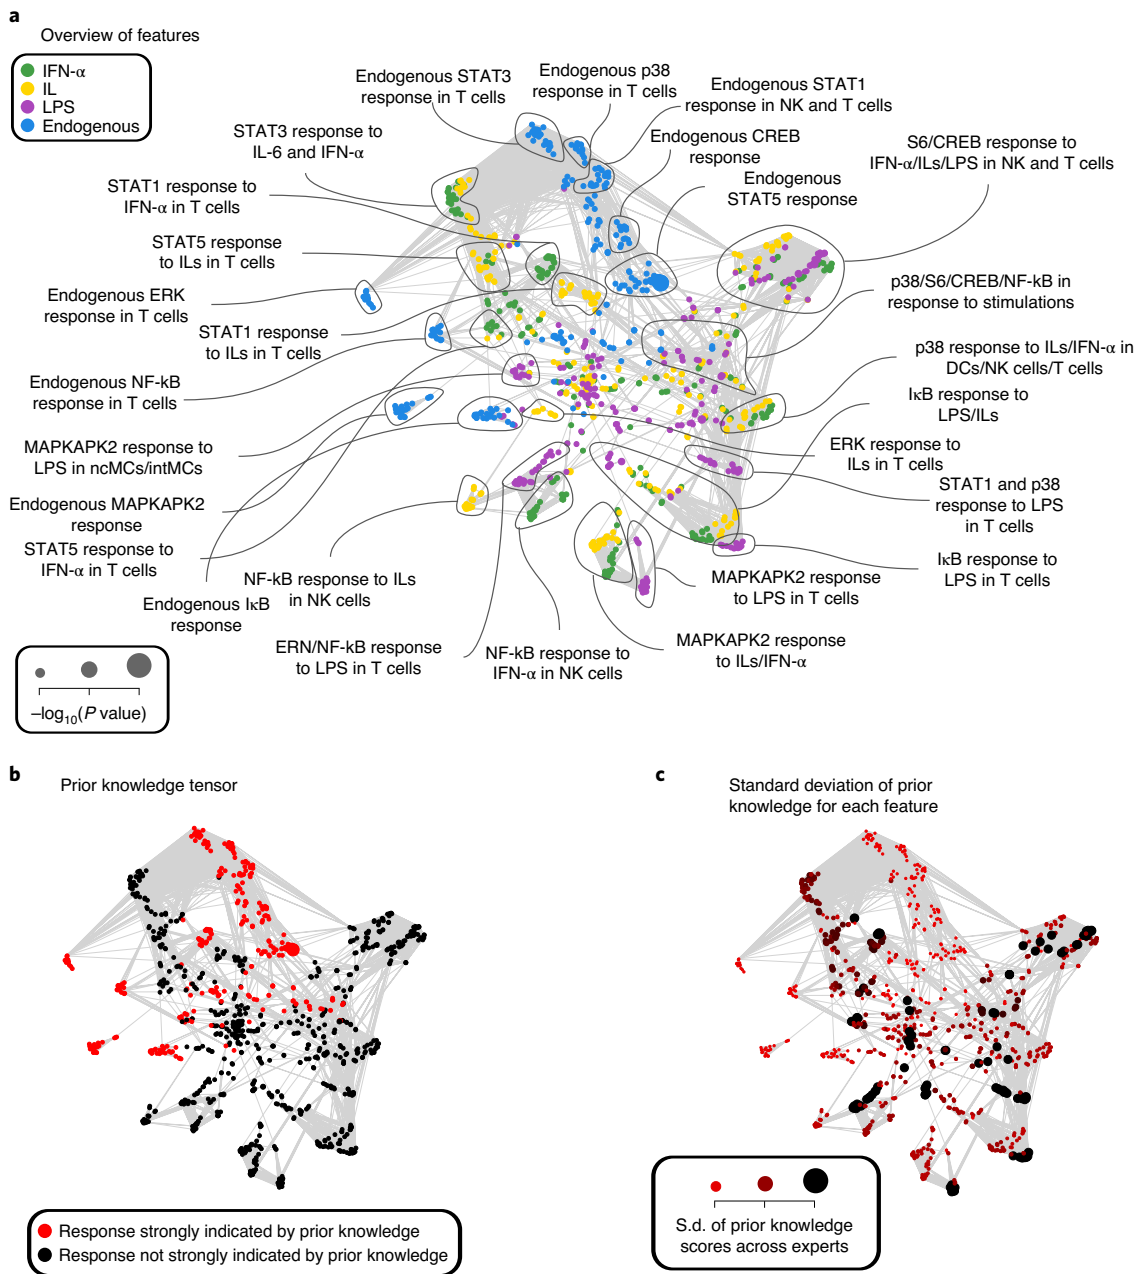 a
Overview of features
IFN-α
IL
LPS
Endogenous
Endogenous STAT3
response in T cells
Endogenous p38
response in T cells
Endogenous STAT1
response in NK and T cells
STAT3 response to
IL-6 and IFN-α
Endogenous CREB
response
S6/CREB response to
IFN-α/ILs/LPS in NK and T cells
STAT1 response to
IFN-α in T cells
Endogenous
STAT5 response
STAT5 response
to ILs in T cells
p38/S6/CREB/NF-kB in
response to stimulations
Endogenous ERK
response in T cells
STAT1 response
to ILs in T cells
p38 response to ILs/IFN-α in
DCs/NK cells/T cells
Endogenous NF-kB
response in T cells
IκB response to
LPS/ILs
MAPKAPK2 response to
LPS in ncMCs/intMCs
ERK response to
ILs in T cells
Endogenous MAPKAPK2
response
STAT1 and p38
response to LPS
in T cells
STAT5 response to
IFN-α in T cells
IκB response to
LPS in T cells
NF-kB response to ILs
in NK cells
MAPKAPK2 response
to LPS in T cells
Endogenous IκB
response
ERN/NF-kB response
to LPS in T cells
NF-kB response to
IFN-α in NK cells
MAPKAPK2 response
to ILs/IFN-α
–log₁₀(P value)
b
Prior knowledge tensor
Response strongly indicated by prior knowledge
Response not strongly indicated by prior knowledge
c
Standard deviation of prior
knowledge for each feature
S.d. of prior knowledge
scores across experts